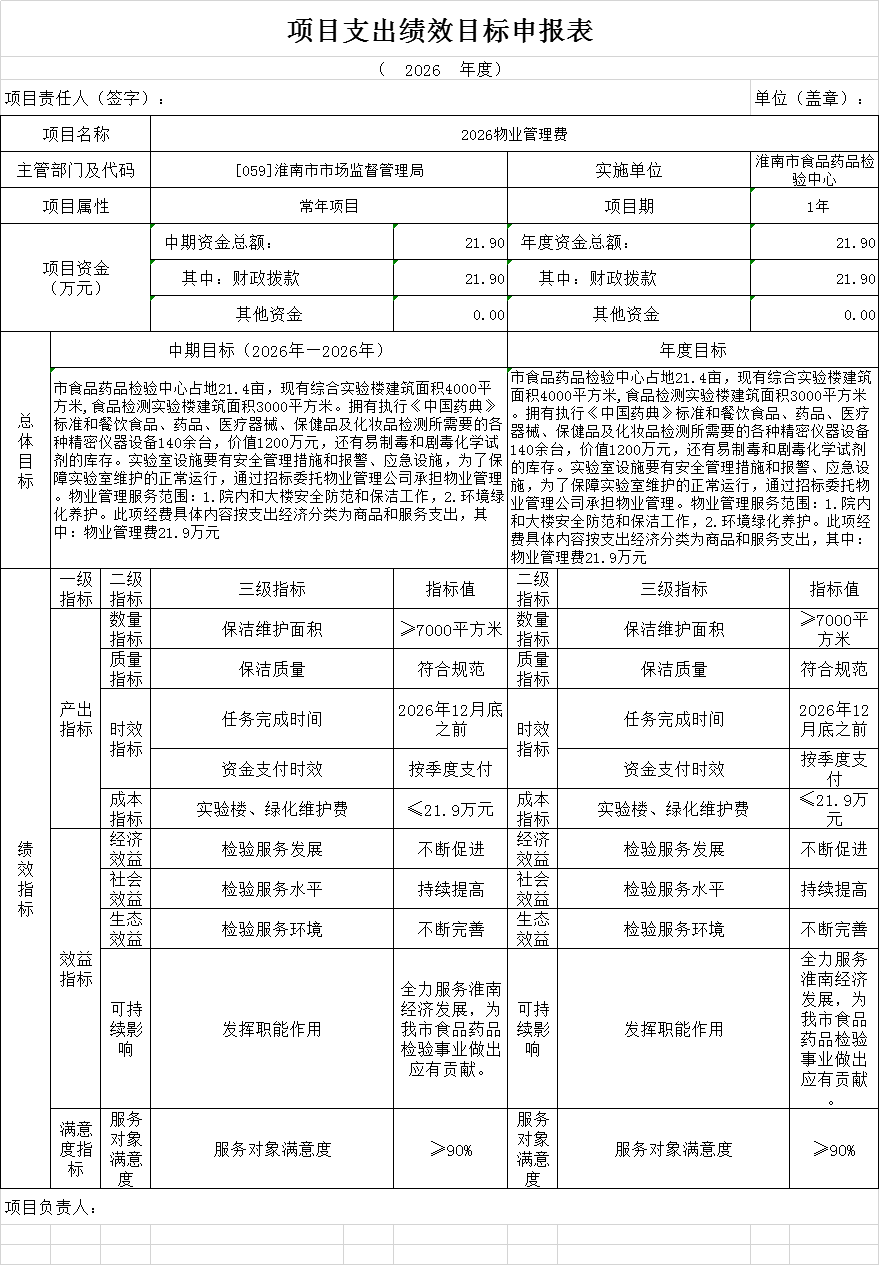 项目支出绩效目标申报表
（ 2026 年度）
项目责任人（签字）：
单位（盖章）：
项目名称
2026物业管理费
主管部门及代码
[059]淮南市市场监督管理局
实施单位
淮南市食品药品检
验中心
项目属性
常年项目
项目期
1年
项目资金
（万元）
中期资金总额：
21.90
年度资金总额：
21.90
其中：财政拨款
21.90
其中：财政拨款
21.90
其他资金
0.00
其他资金
0.00
总
体
目
标
中期目标（2026年—2026年）
年度目标
市食品药品检验中心占地21.4亩，现有综合实验楼建筑面积4000平
方米,食品检测实验楼建筑面积3000平方米。拥有执行《中国药典》
标准和餐饮食品、药品、医疗器械、保健品及化妆品检测所需要的各
种精密仪器设备140余台，价值1200万元，还有易制毒和剧毒化学试
剂的库存。实验室设施要有安全管理措施和报警、应急设施，为了保
障实验室维护的正常运行，通过招标委托物业管理公司承担物业管理
。物业管理服务范围：1.院内和大楼安全防范和保洁工作，2.环境绿
化养护。此项经费具体内容按支出经济分类为商品和服务支出，其
中：物业管理费21.9万元
市食品药品检验中心占地21.4亩，现有综合实验楼建筑
面积4000平方米,食品检测实验楼建筑面积3000平方米
。拥有执行《中国药典》标准和餐饮食品、药品、医疗
器械、保健品及化妆品检测所需要的各种精密仪器设备
140余台，价值1200万元，还有易制毒和剧毒化学试剂
的库存。实验室设施要有安全管理措施和报警、应急设
施，为了保障实验室维护的正常运行，通过招标委托物
业管理公司承担物业管理。物业管理服务范围：1.院内
和大楼安全防范和保洁工作，2.环境绿化养护。此项经
费具体内容按支出经济分类为商品和服务支出，其中：
物业管理费21.9万元
绩
效
指
标
一级
指标
二级
指标
三级指标
指标值
二级
指标
三级指标
指标值
产出
指标
数量
指标
保洁维护面积
≥7000平方米
数量
指标
保洁维护面积
≥7000平
方米
质量
指标
保洁质量
符合规范
质量
指标
保洁质量
符合规范
时效
指标
任务完成时间
2026年12月底
之前
时效
指标
任务完成时间
2026年12
月底之前
资金支付时效
按季度支付
资金支付时效
按季度支
付
成本
指标
实验楼、绿化维护费
≤21.9万元
成本
指标
实验楼、绿化维护费
≤21.9万
元
效益
指标
经济
效益
检验服务发展
不断促进
经济
效益
检验服务发展
不断促进
社会
效益
检验服务水平
持续提高
社会
效益
检验服务水平
持续提高
生态
效益
检验服务环境
不断完善
生态
效益
检验服务环境
不断完善
可持
续影
响
发挥职能作用
全力服务淮南
经济发展，为
我市食品药品
检验事业做出
应有贡献。
可持
续影
响
发挥职能作用
全力服务
淮南经济
发展，为
我市食品
药品检验
事业做出
应有贡献
。
满意
度指
标
服务
对象
满意
度
服务对象满意度
≥90%
服务
对象
满意
度
服务对象满意度
≥90%
项目负责人：